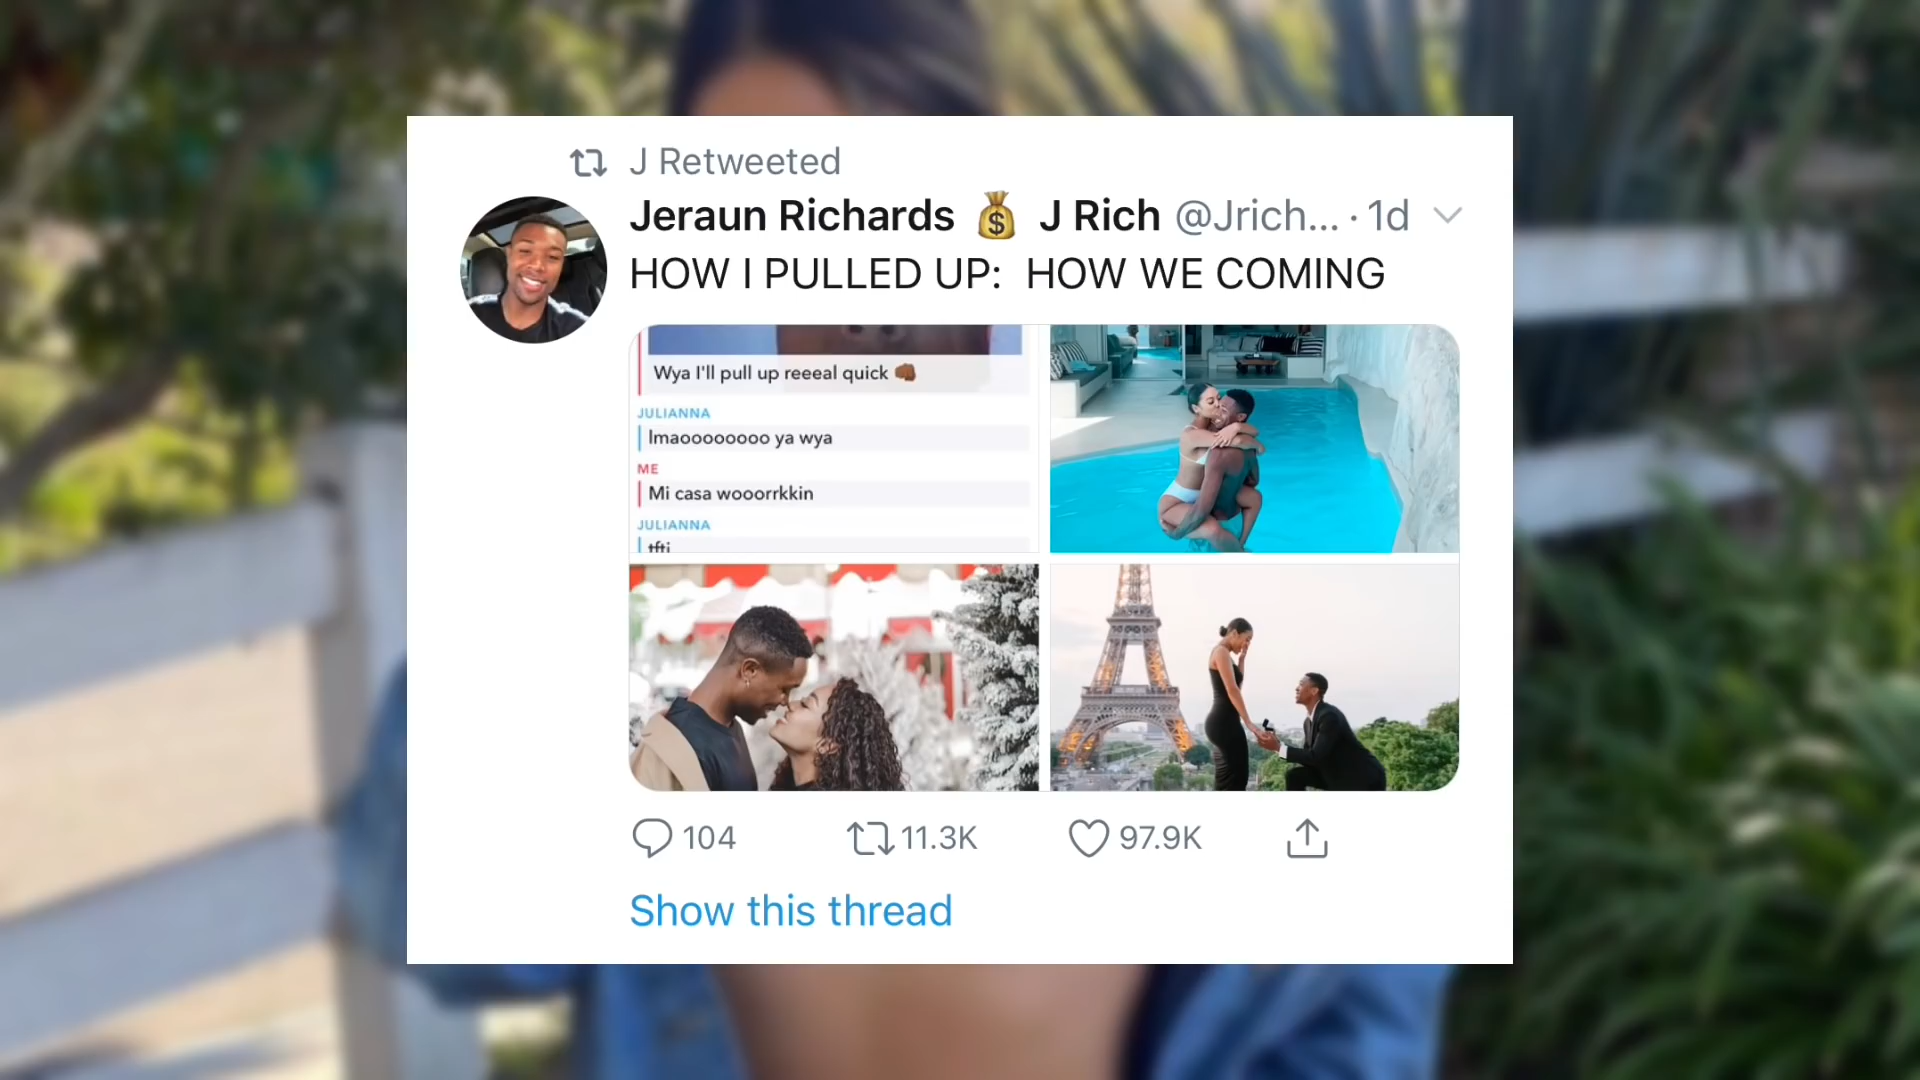 J Retweeted
Jeraun Richards 💰 J Rich @Jrich... · 1d
HOW I PULLED UP: HOW WE COMING
Wya I'll pull up reeeal quick 👊🏾
JULIANNA
lmaooooooooo ya wya
ME
Mi casa wooorrkkin
JULIANNA
tfti
104 11.3K 97.9K
Show this thread